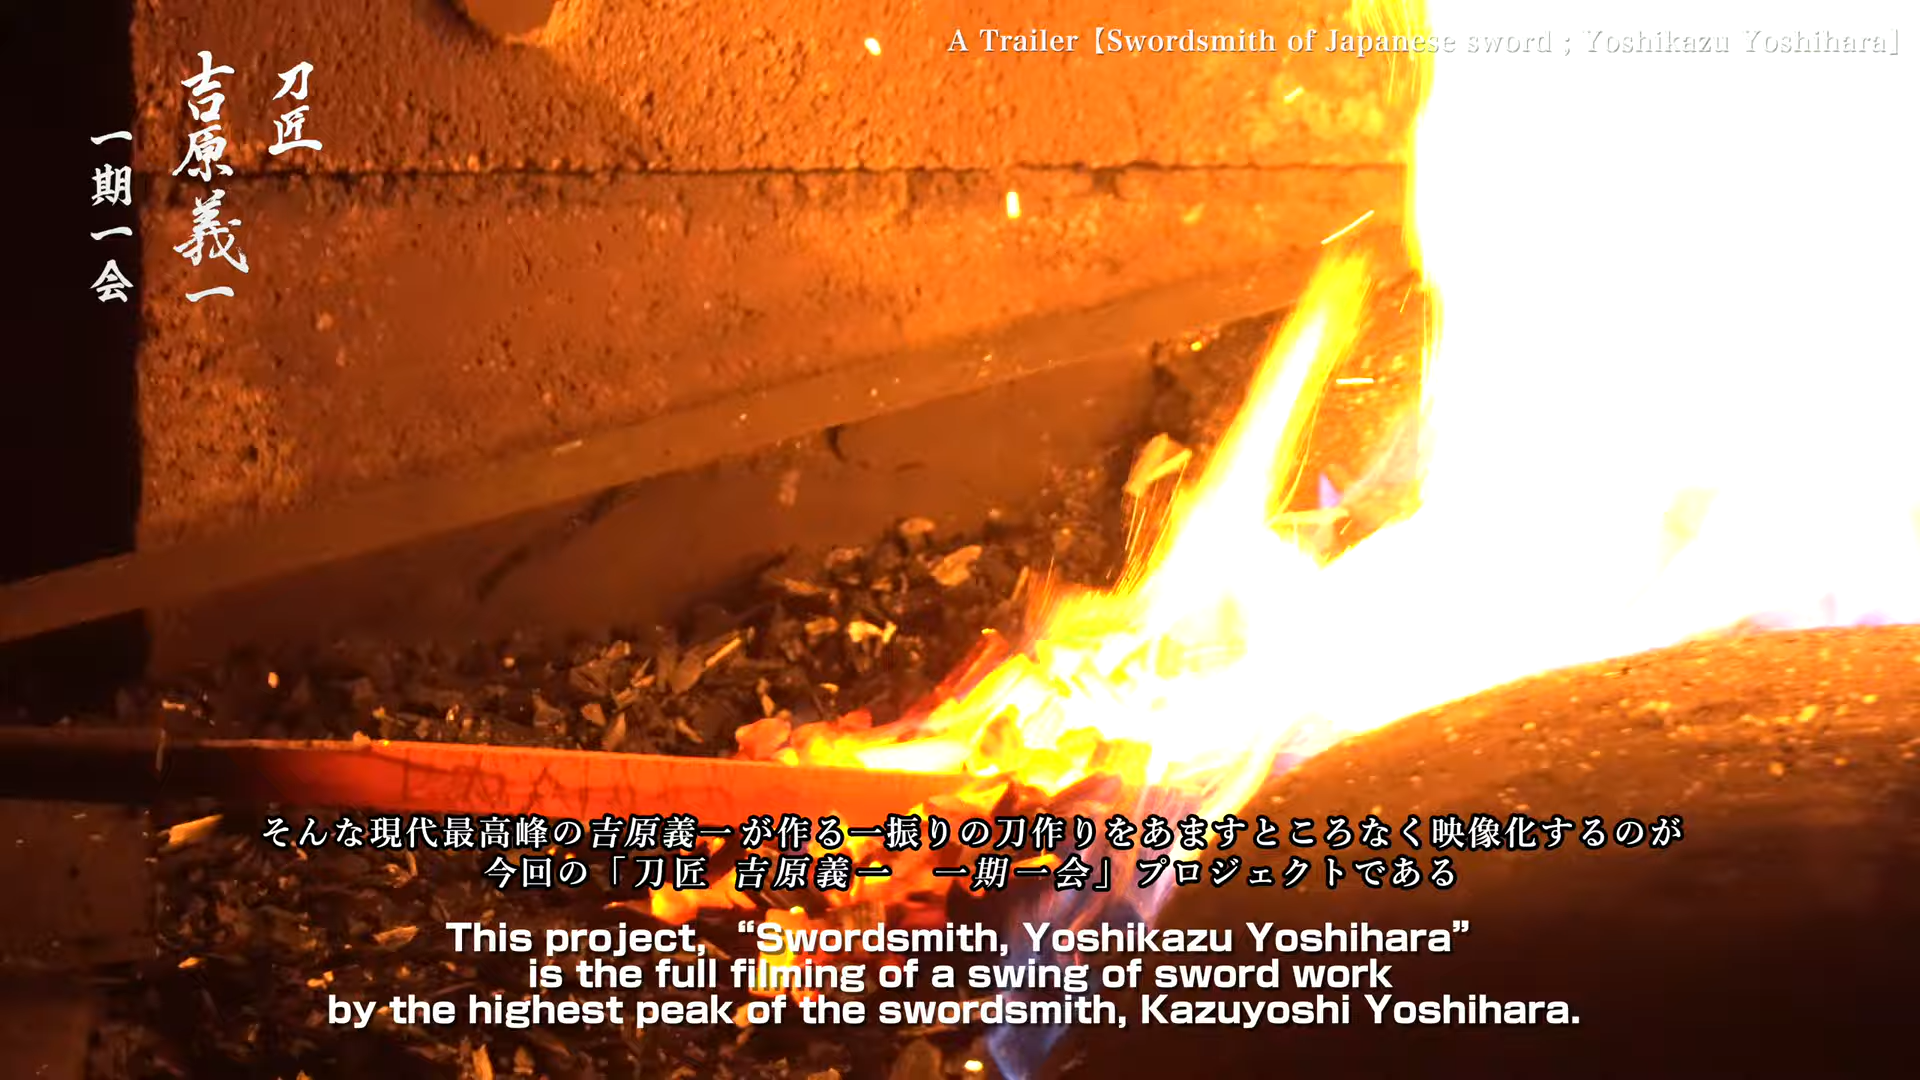 A Trailer【Swordsmith of Japanese sword ; Yoshikazu Yoshihara】
刀匠
吉原義一
一期一会
そんな現代最高峰の吉原義一が作る一振りの刀作りをあますところなく映像化するのが
今回の「刀匠 吉原義一 一期一会」プロジェクトである
This project, “Swordsmith, Yoshikazu Yoshihara”
is the full filming of a swing of sword work
by the highest peak of the swordsmith, Kazuyoshi Yoshihara.